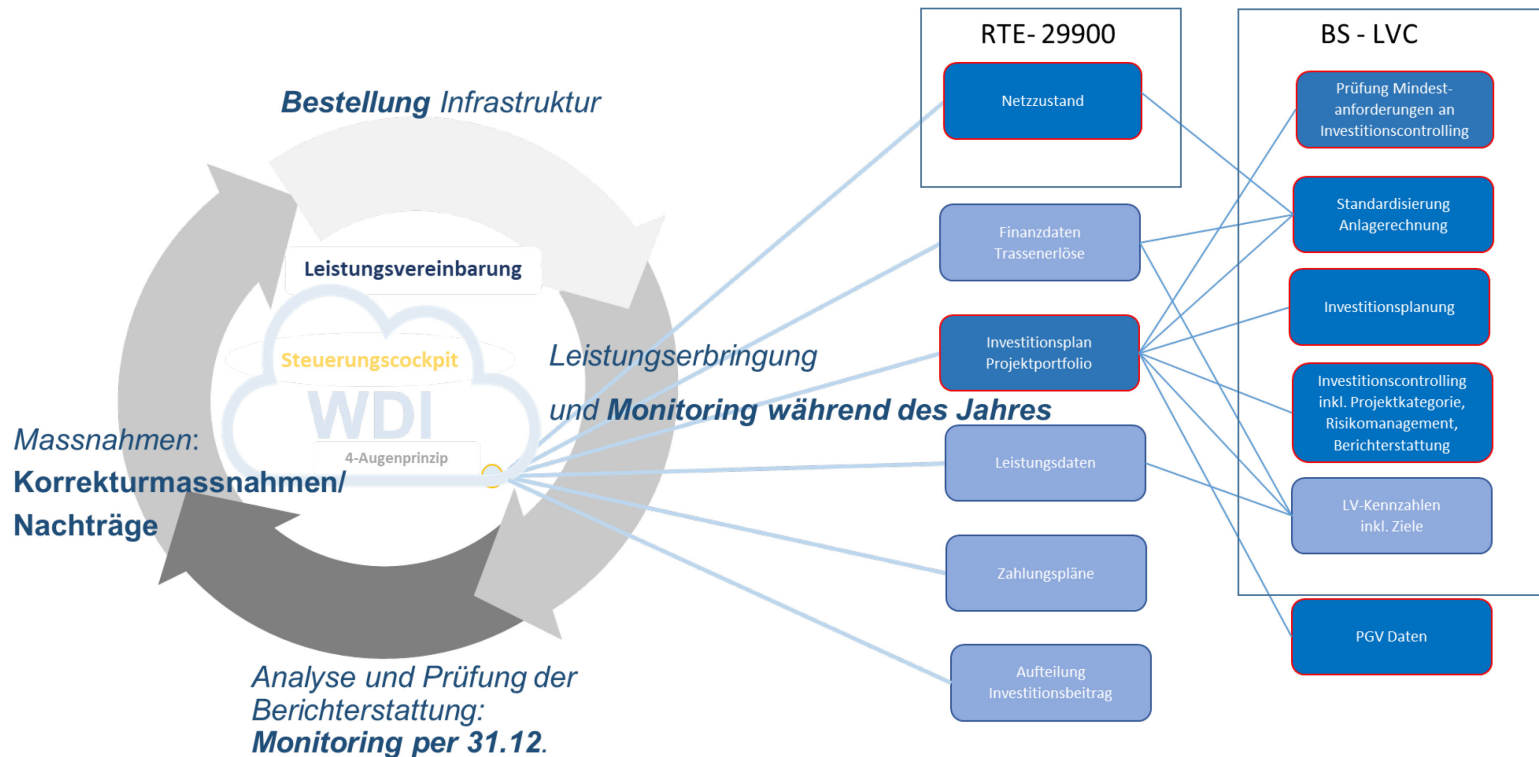 RTE- 29900
BS - LVC
Bestellung Infrastruktur
Leistungsvereinbarung
Steuerungscockpit
WDI
4-Augenprinzip
Leistungserbringung
und Monitoring während des Jahres
Massnahmen:
Korrekturmassnahmen/
Nachträge
Analyse und Prüfung der
Berichterstattung:
Monitoring per 31.12.
Netzzustand
Finanzdaten
Trassenerlöse
Investitionsplan
Projektportfolio
Leistungsdaten
Zahlungspläne
Aufteilung
Investitionsbeitrag
Prüfung Mindest-
anforderungen an
Investitionscontrolling
Standardisierung
Anlagerechnung
Investitionsplanung
Investitionscontrolling
inkl. Projektkategorie,
Risikomanagement,
Berichterstattung
LV-Kennzahlen
inkl. Ziele
PGV Daten